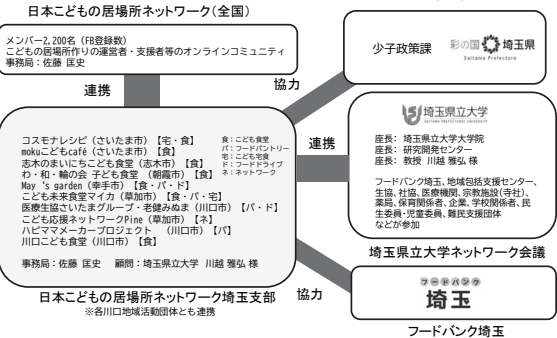 日本こどもの居場所ネットワーク(全国)
メンバー2,200名(FB登録数)
こどもの居場所作りの運営者・支援者等のオンラインコミュニティ
事務局:佐藤 匡史
連携
協力
少子政策課
彩の国 埼玉県
Saitama Prefecture
コスモナレシピ(さいたま市)【宅・食】
mokuこどもcafé(さいたま市)【食】
志木のまいにちこども食堂(志木市)【食】
わ・和・輪の会 子ども食堂 (朝霞市) 【食】
May 's garden(幸手市)【食・パ・ド】
こども未来食堂マイカ(草加市)【食・パ・宅】
医療生協さいたまグループ・老健みぬま(川口市)【パ・ド】
こども応援ネットワークPine(草加市)【ネ】
ハピママメーカープロジェクト (川口市) 【パ】
川口こども食堂(川口市)【食】
食:こども食堂
パ:フードパントリー
宅:こども宅食
ド:フードドライブ
ネ:ネットワーク
事務局:佐藤 匡史 顧問:埼玉県立大学 川越 雅弘 様
日本こどもの居場所ネットワーク埼玉支部
※各川口地域活動団体とも連携
連携
埼玉県立大学
SAITAMA PREFECTURAL UNIVERSITY
座長: 埼玉県立大学大学院
座長: 研究開発センター
座長: 教授 川越 雅弘 様
フードバンク埼玉、地域包括支援センター、
生協、社協、医療機関、宗教施設(寺社)、
薬局、保育関係者、企業、学校関係者、民
生委員・児童委員、難民支援団体
などが参加
埼玉県立大学ネットワーク会議
協力
フードバンク
埼玉
フードバンク埼玉